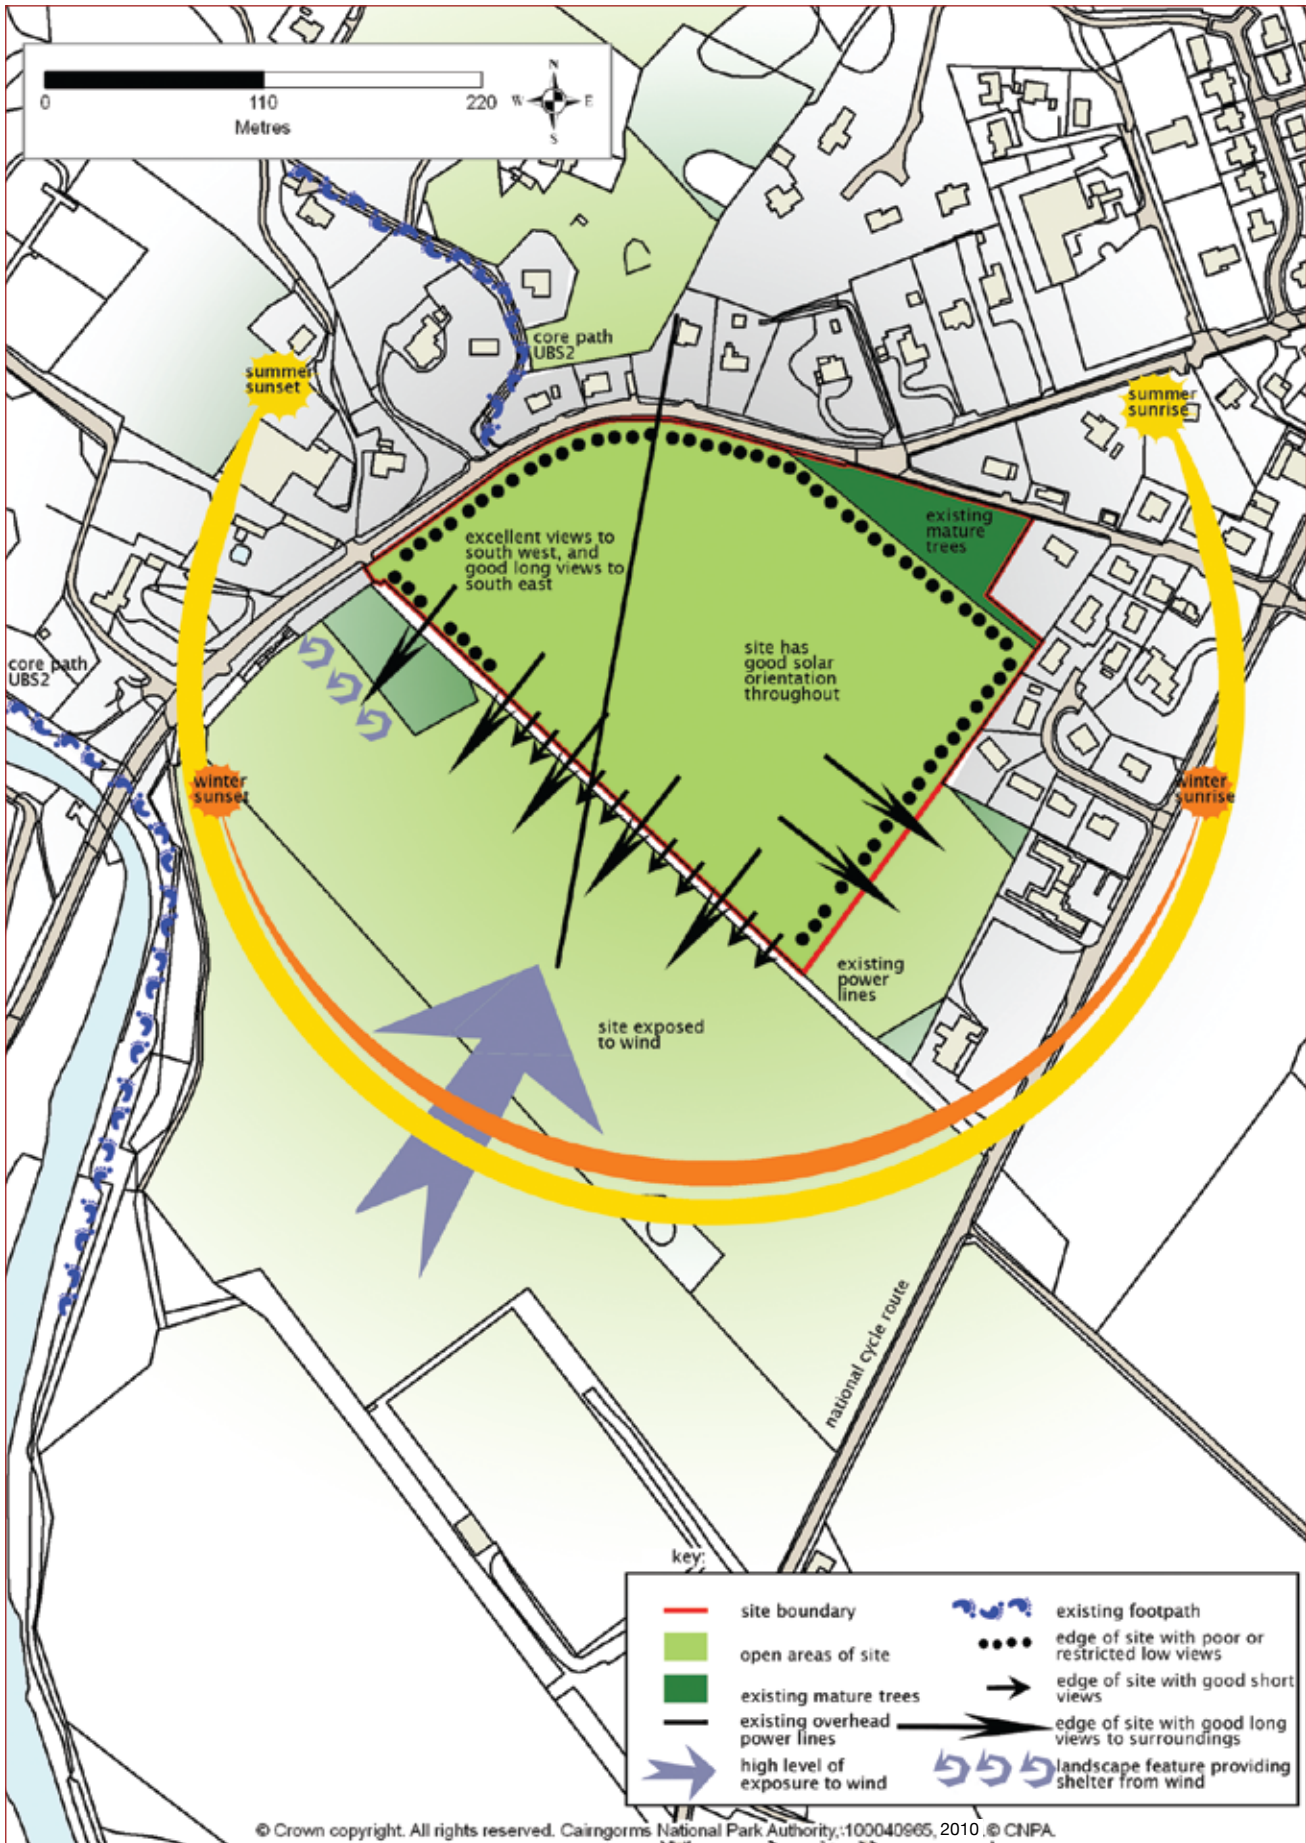 N
W E
S
0 110 220
Metres
core path
UBS2
summer
sunset
summer
sunrise
existing
mature
trees
excellent views to
south west, and
good long views to
south east
site has
good solar
orientation
throughout
core path
UBS2
winter
sunset
winter
sunrise
existing
power
lines
site exposed
to wind
national cycle route
key:
site boundary
open areas of site
existing mature trees
existing overhead
power lines
high level of
exposure to wind
existing footpath
edge of site with poor or
restricted low views
edge of site with good short
views
edge of site with good long
views to surroundings
landscape feature providing
shelter from wind
© Crown copyright. All rights reserved. Cairngorms National Park Authority, 100040965, 2010 © CNPA.